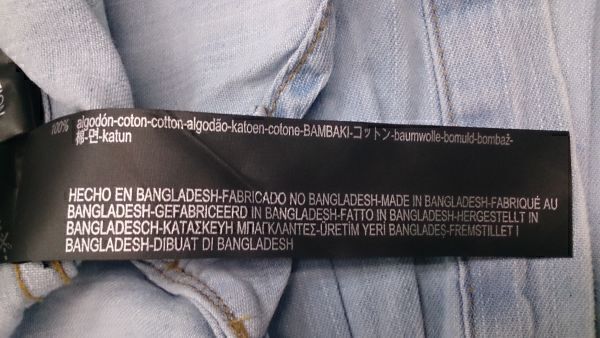 100% algodón-coton-cotton-algodão-katoen-cotone-BAMBAKI-コットン-baumwolle-bomuld-bombaž-
棉-면-katun
HECHO EN BANGLADESH-FABRICADO NO BANGLADESH-MADE IN BANGLADESH-FABRIQUÉ AU
BANGLADESH-GEFABRICEERD IN BANGLADESH-FATTO IN BANGLADESH-HERGESTELLT IN
BANGLADESCH-ΚΑΤΑΣΚΕΥΗ ΜΠΑΓΚΛΑΝΤΕΣ-ÜRETİM YERİ BANGLADEŞ-FREMSTILLET I
BANGLADESH-DIBUAT DI BANGLADESH